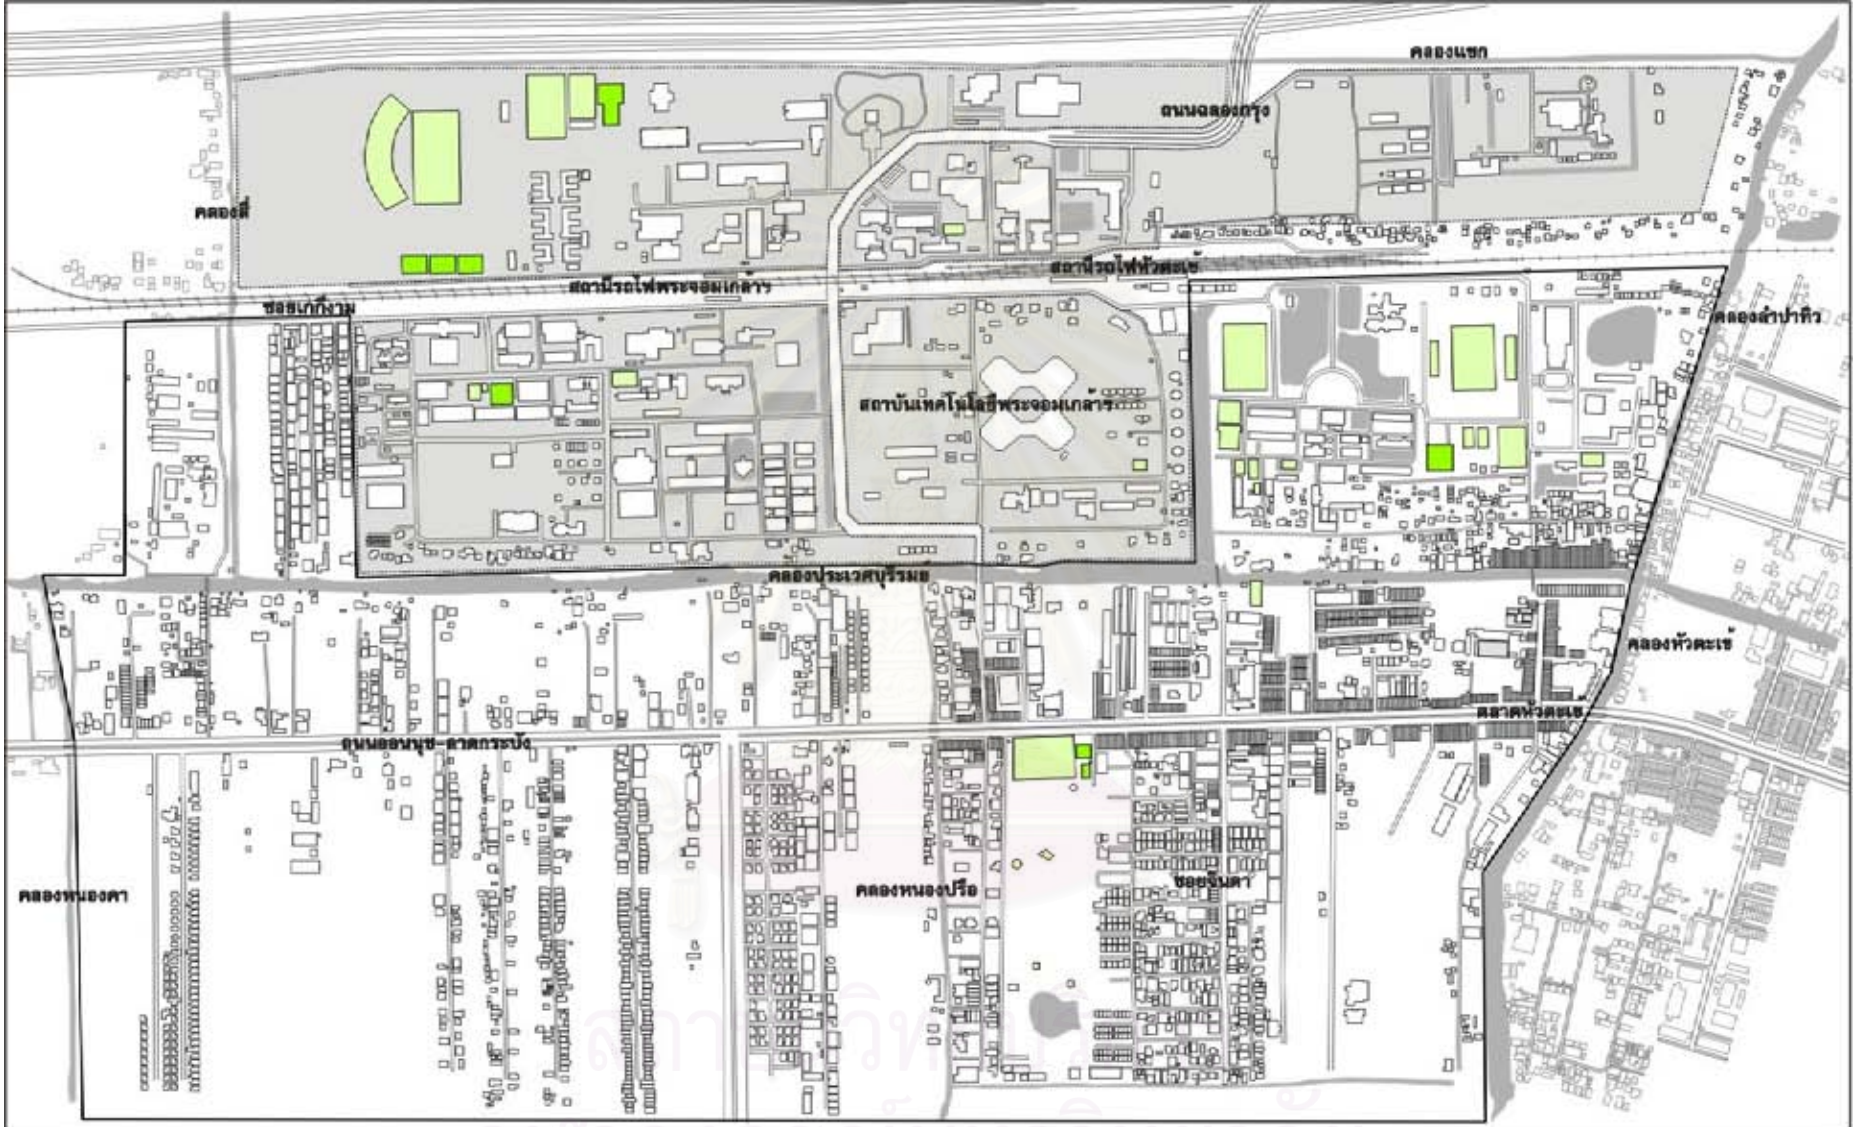 คลองแขก
ถนนฉลองกรุง
คลองสี่
สถานีรถไฟหัวตะเข้
สถานีรถไฟพระจอมเกล้าฯ
ซอยเกกีงาม
คลองลำปาทิว
สถาบันเทคโนโลยีพระจอมเกล้าฯ
คลองประเวศบุรีรมย์
คลองหัวตะเข้
ตลาดหัวตะเข้
ถนนอ่อนนุช-ลาดกระบัง
ซอยจินดา
คลองหนองปรือ
คลองหนองคา